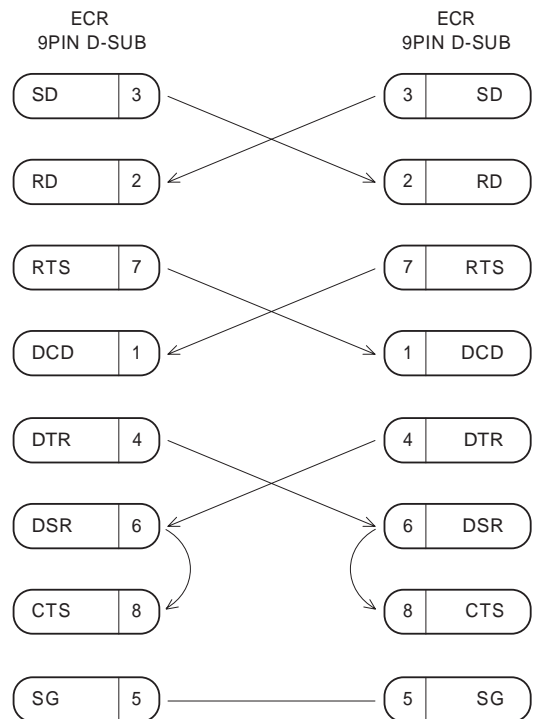 ECR ECR
9PIN D-SUB 9PIN D-SUB
SD 3 3 SD
RD 2 2 RD
RTS 7 7 RTS
DCD 1 1 DCD
DTR 4 4 DTR
DSR 6 6 DSR
CTS 8 8 CTS
SG 5 5 SG